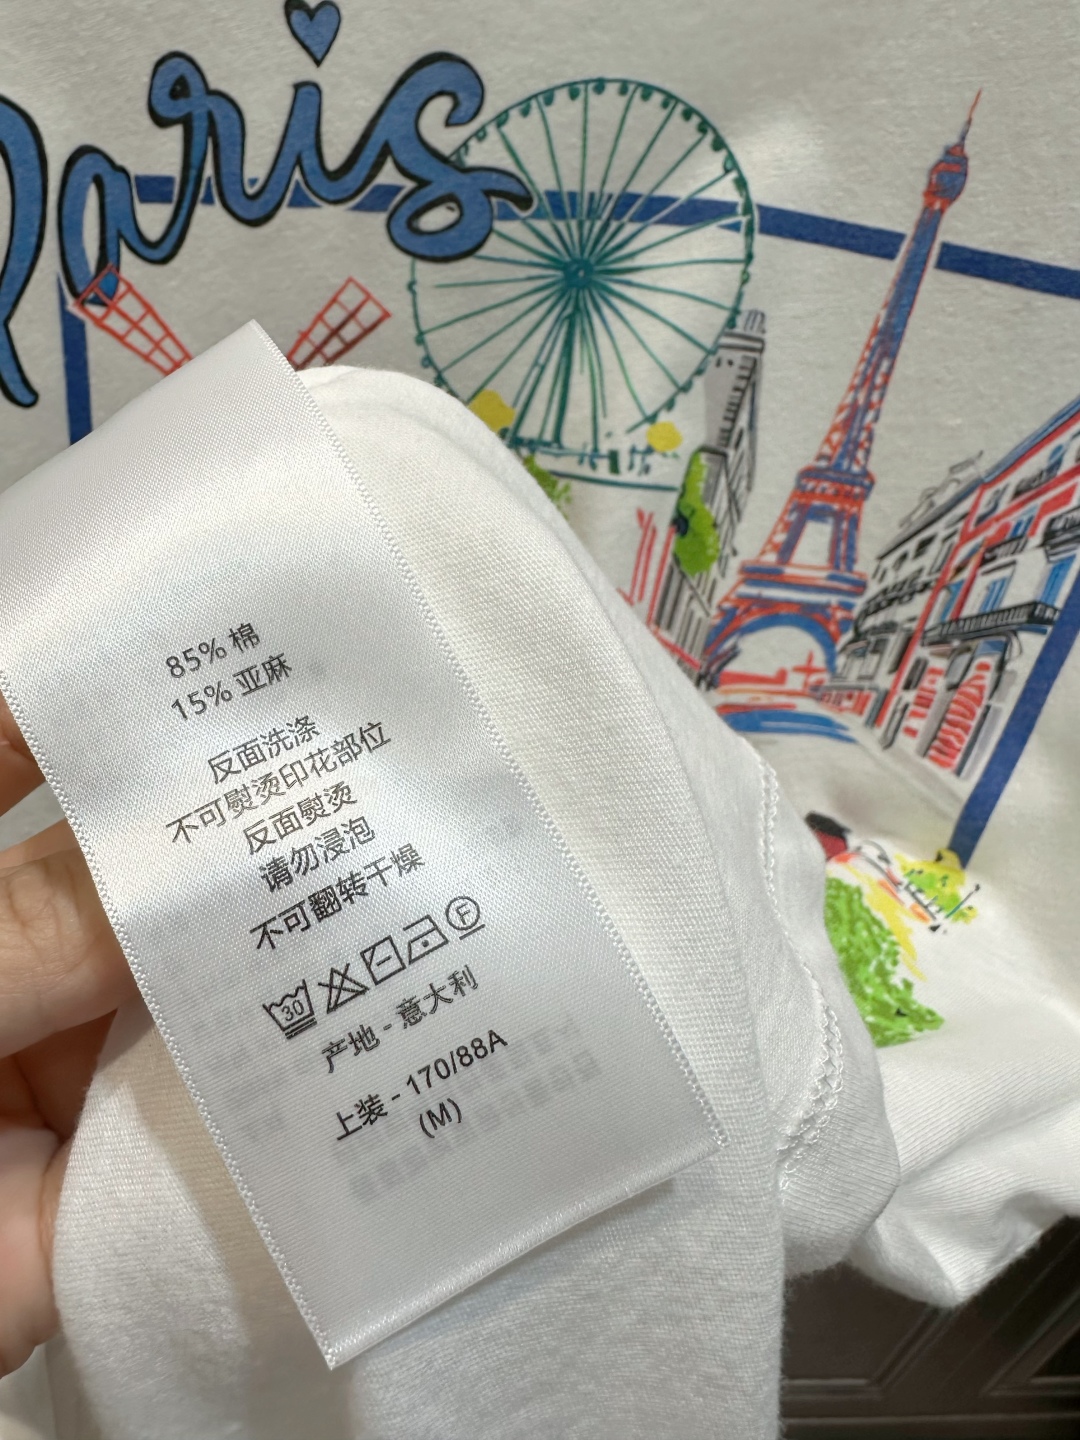 Paris
85% 棉
15% 亚麻
反面洗涤
不可熨烫印花部位
反面熨烫
请勿浸泡
不可翻转干燥
30
F
产地 - 意大利
上装 - 170/88A
(M)